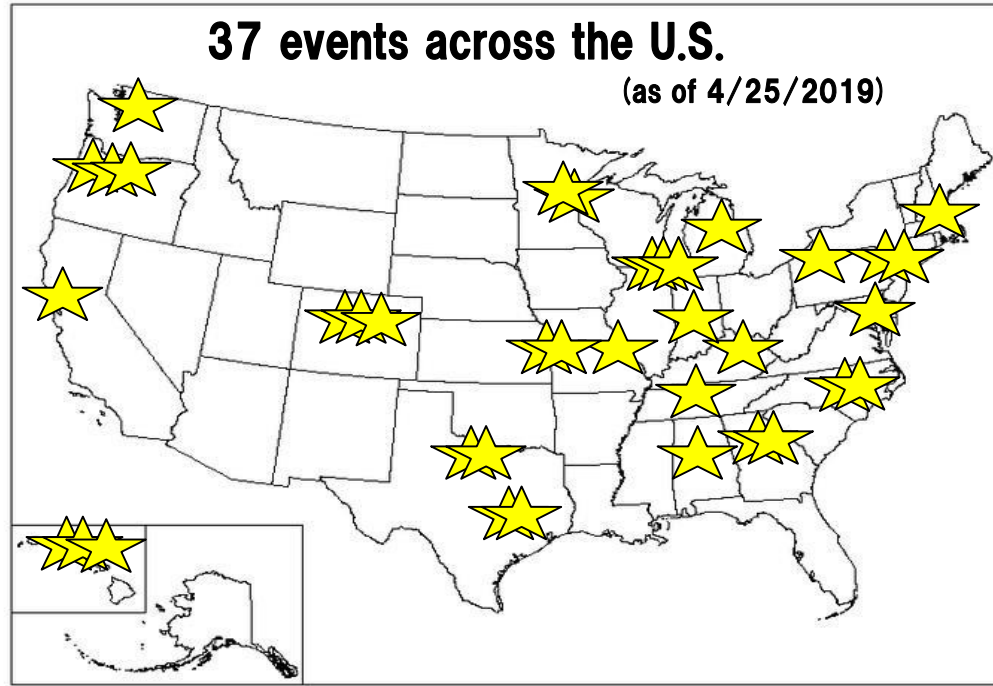 37 events across the U.S.
(as of 4/25/2019)